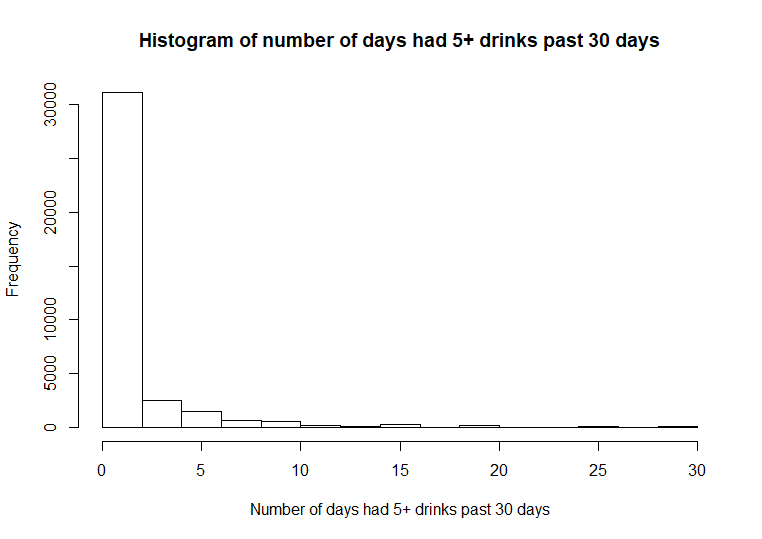 Histogram of number of days had 5+ drinks past 30 days
Frequency
30000
20000
10000
5000
0
0 5 10 15 20 25 30
Number of days had 5+ drinks past 30 days